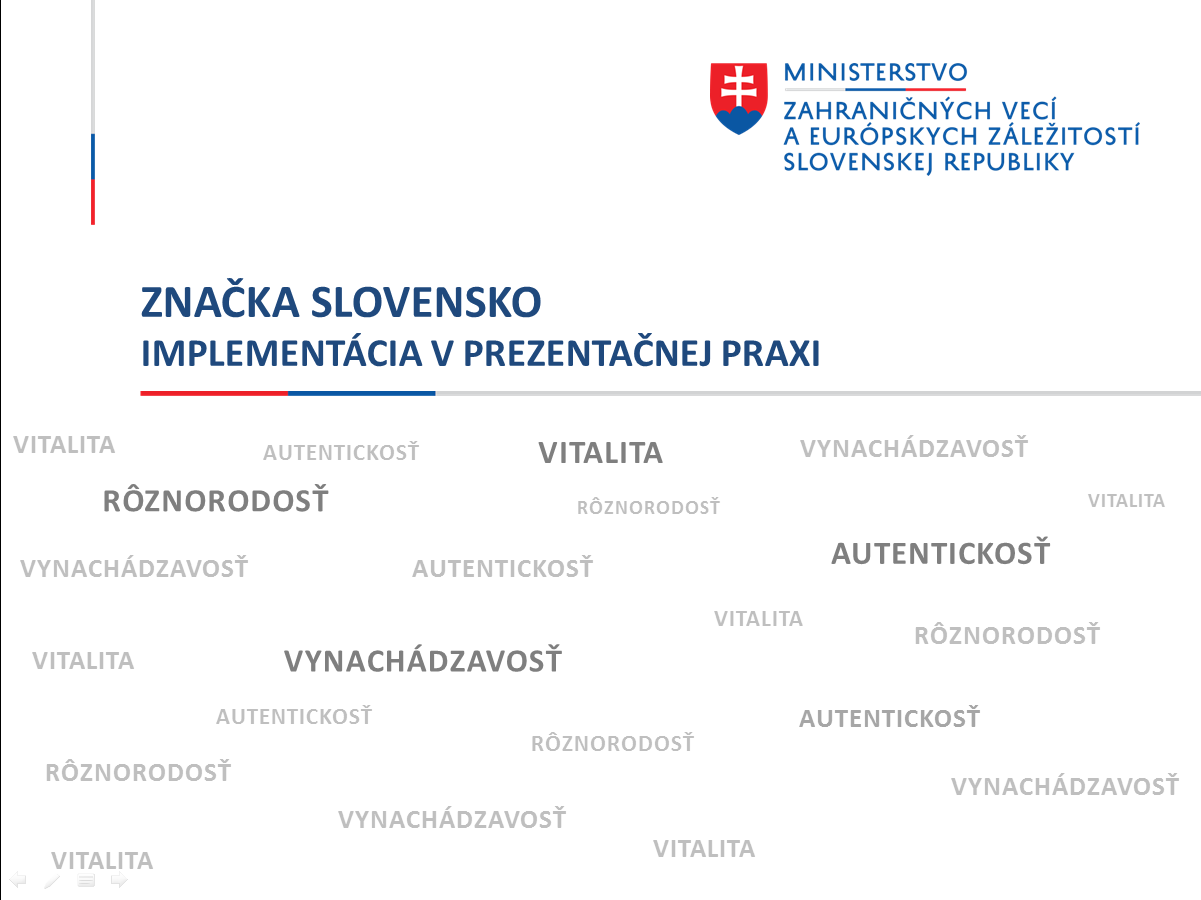 MINISTERSTVO
ZAHRANIČNÝCH VECÍ
A EURÓPSKYCH ZÁLEŽITOSTÍ
SLOVENSKEJ REPUBLIKY
ZNAČKA SLOVENSKO
IMPLEMENTÁCIA V PREZENTAČNEJ PRAXI
VITALITA
AUTENTICKOSŤ
VITALITA
VYNACHÁDZAVOSŤ
RÔZNORODOSŤ
RÔZNORODOSŤ
VITALITA
VYNACHÁDZAVOSŤ
AUTENTICKOSŤ
AUTENTICKOSŤ
VITALITA
RÔZNORODOSŤ
VITALITA
VYNACHÁDZAVOSŤ
AUTENTICKOSŤ
AUTENTICKOSŤ
RÔZNORODOSŤ
RÔZNORODOSŤ
VYNACHÁDZAVOSŤ
VYNACHÁDZAVOSŤ
VITALITA
VITALITA